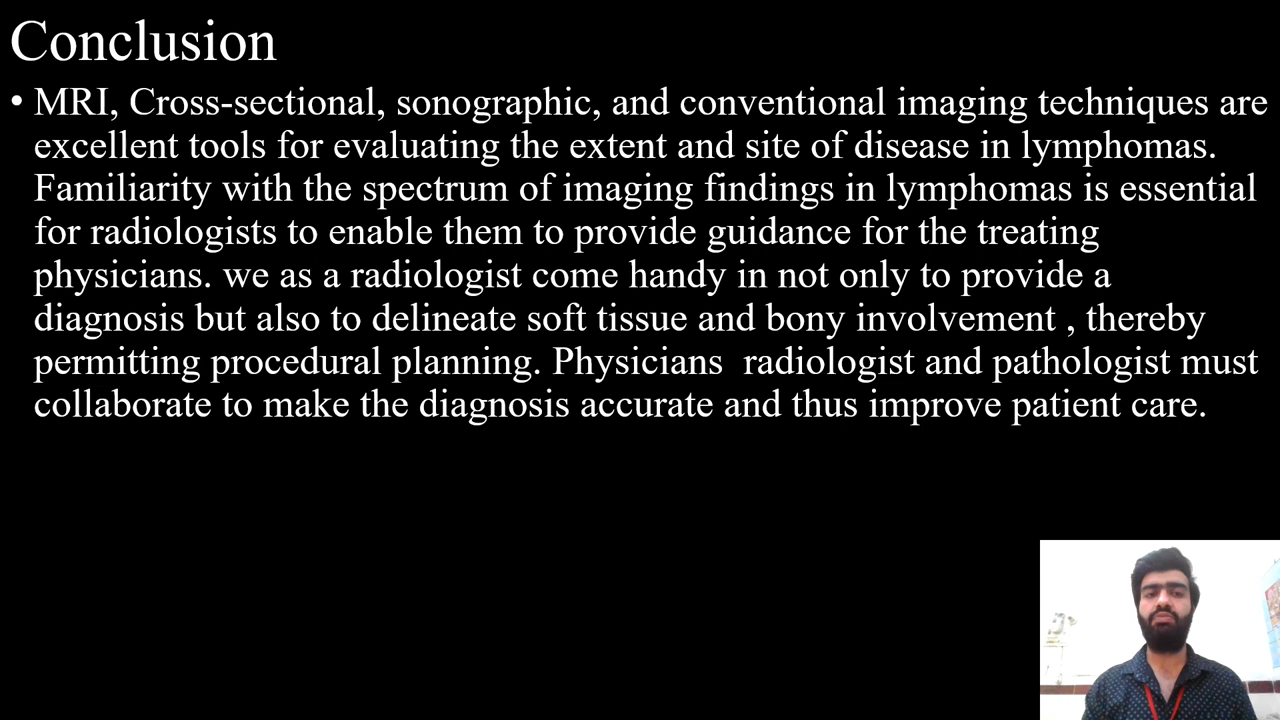 Conclusion
• MRI, Cross-sectional, sonographic, and conventional imaging techniques are
excellent tools for evaluating the extent and site of disease in lymphomas.
Familiarity with the spectrum of imaging findings in lymphomas is essential
for radiologists to enable them to provide guidance for the treating
physicians. we as a radiologist come handy in not only to provide a
diagnosis but also to delineate soft tissue and bony involvement , thereby
permitting procedural planning. Physicians  radiologist and pathologist must
collaborate to make the diagnosis accurate and thus improve patient care.